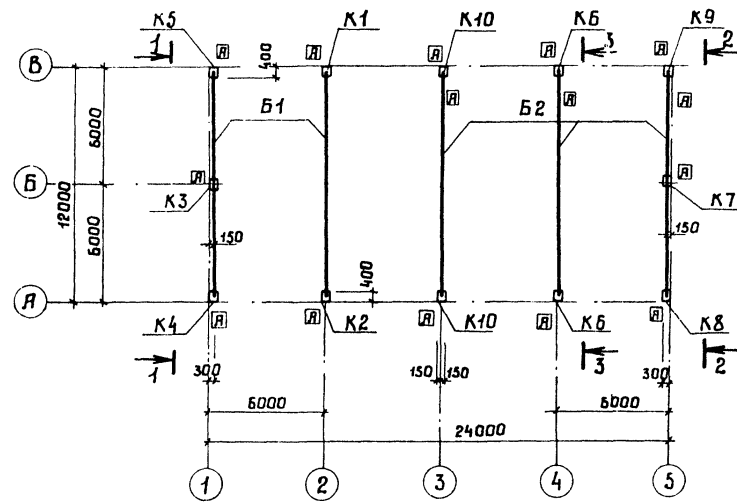 К5 К1 К10 К6 К9
1 Я Я Я Я 3 Я 2
В 400
Я Я Я
6000 Б1 Б2
Б Я Я
12000 К3 К7
6000 150 150
400
А
К4 Я Я К2 Я К10 Я К6 Я К8
1 300 150 150 3 300 2
6000 6000
24000
1 2 3 4 5